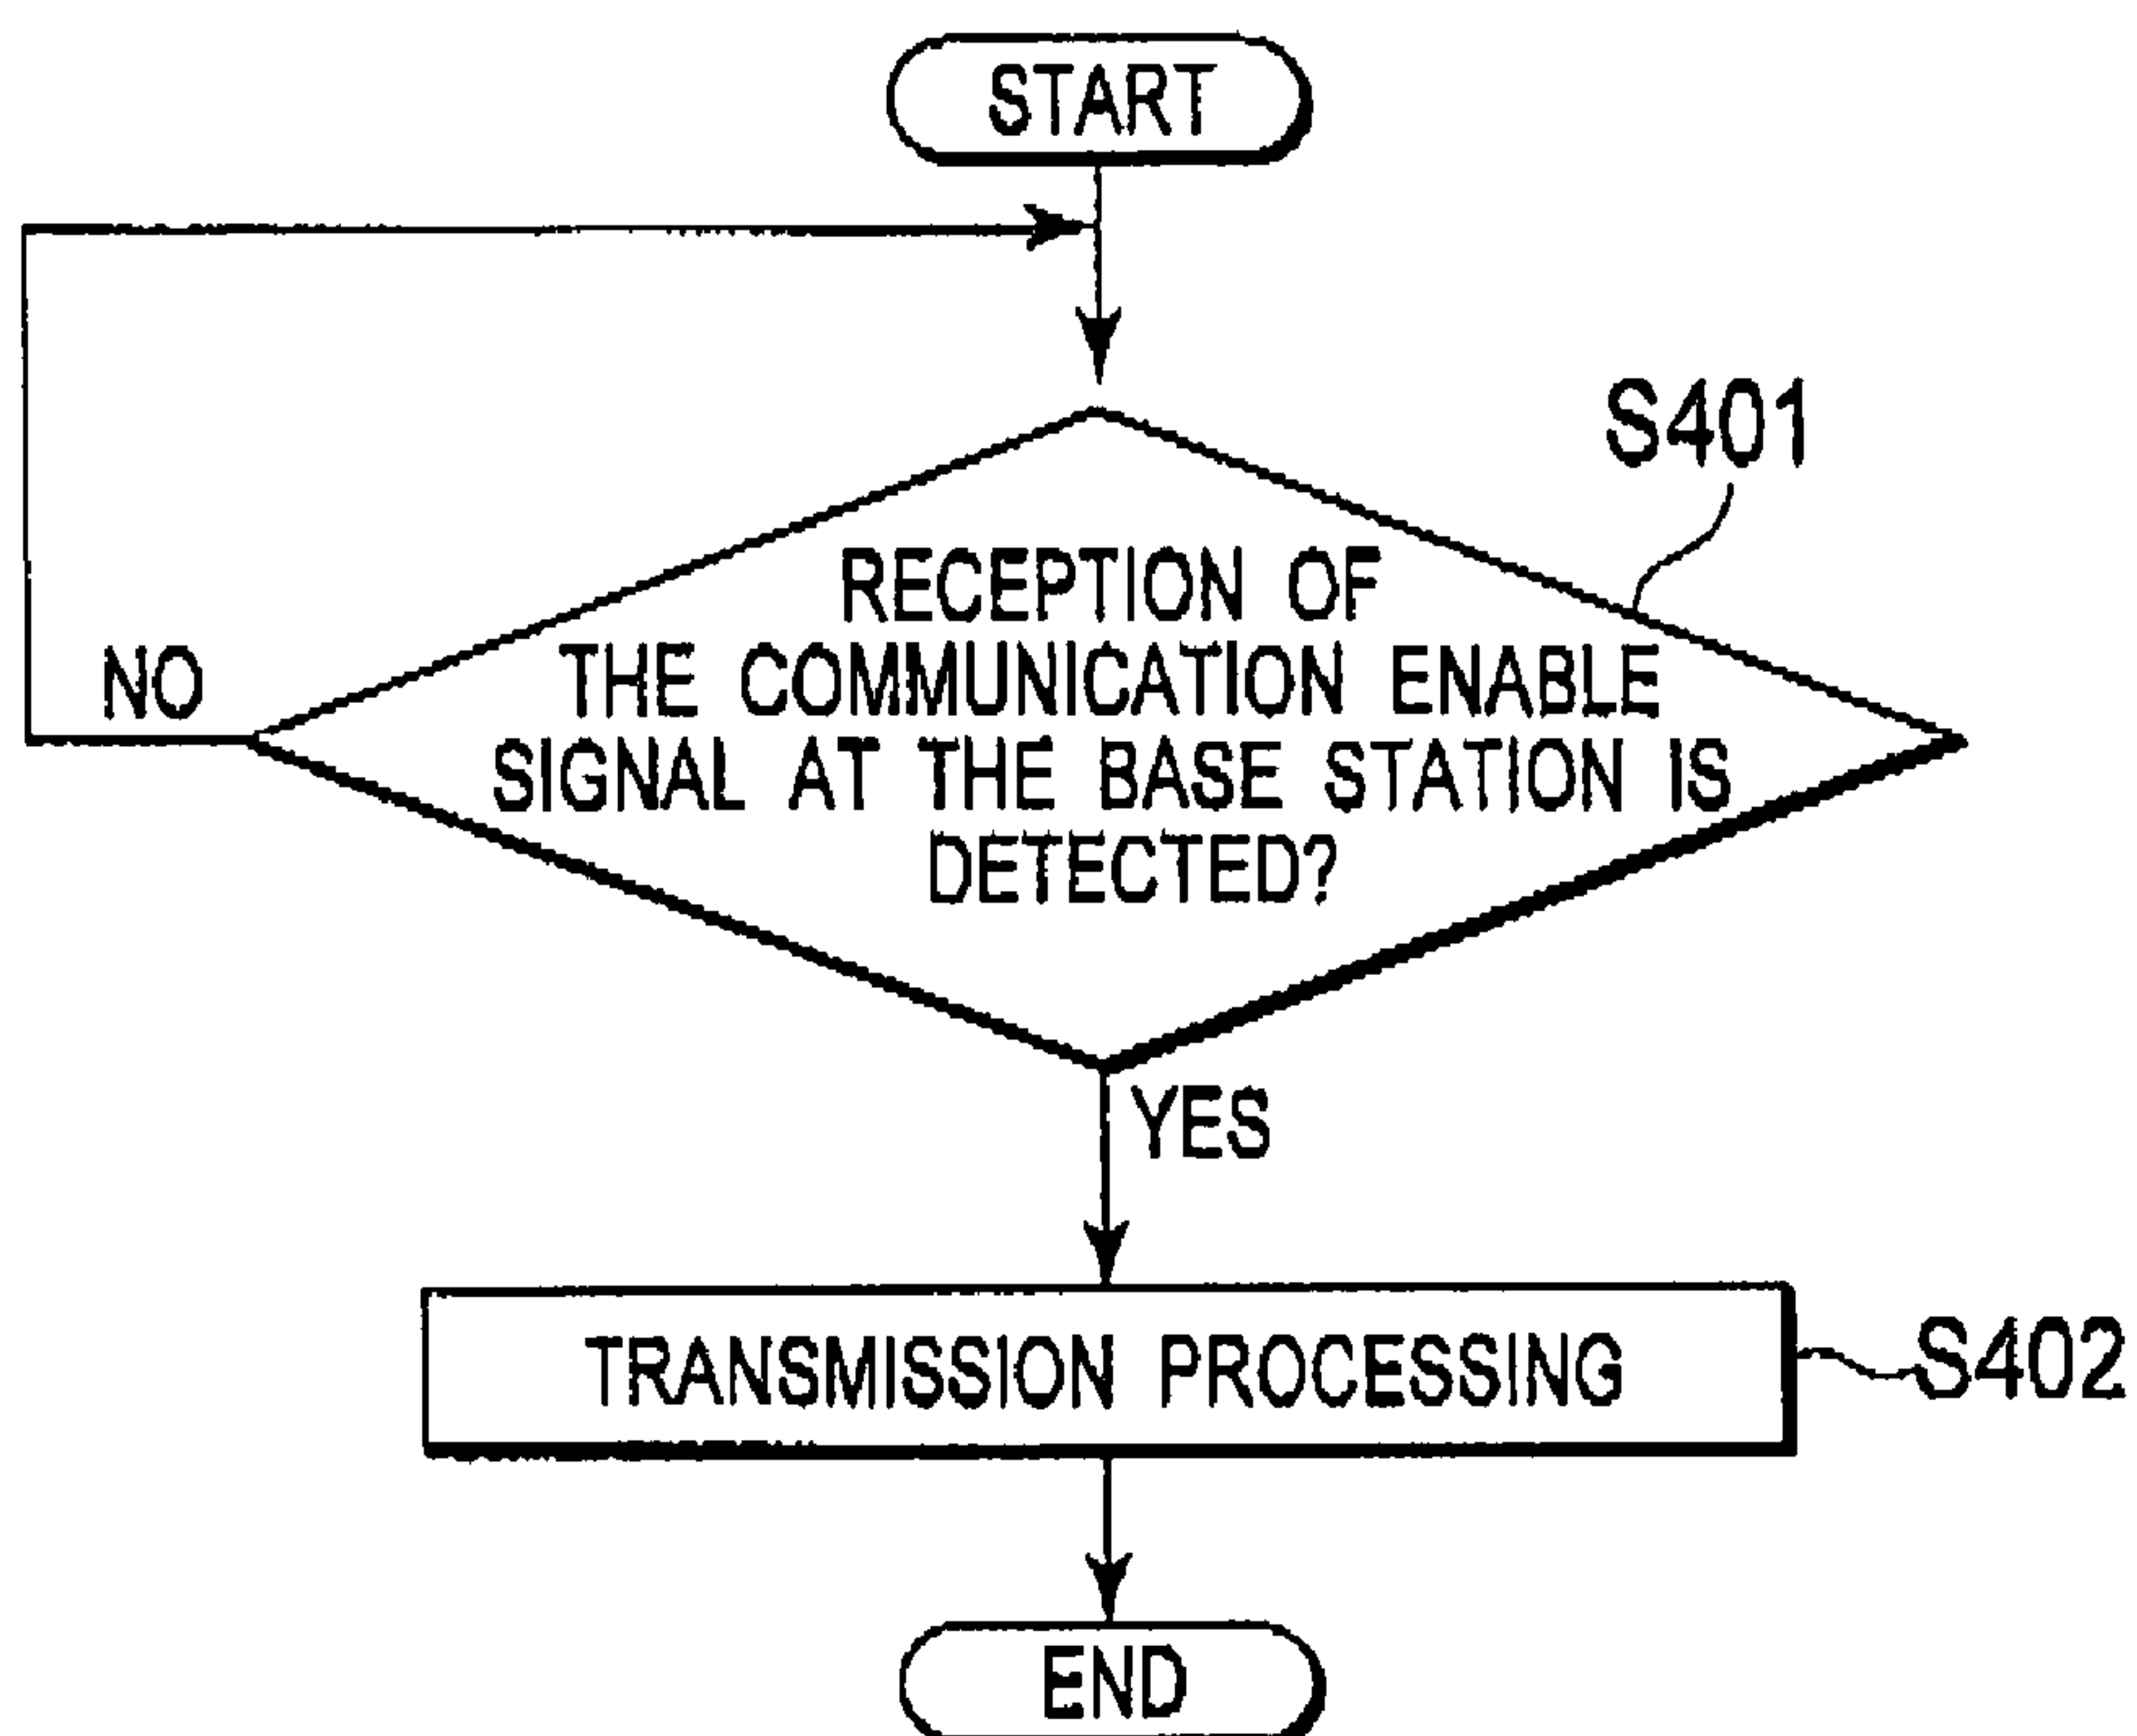 START
S401
RECEPTION OF
THE COMMUNICATION ENABLE
SIGNAL AT THE BASE STATION IS
DETECTED?
NO
YES
TRANSMISSION PROCESSING
S402
END